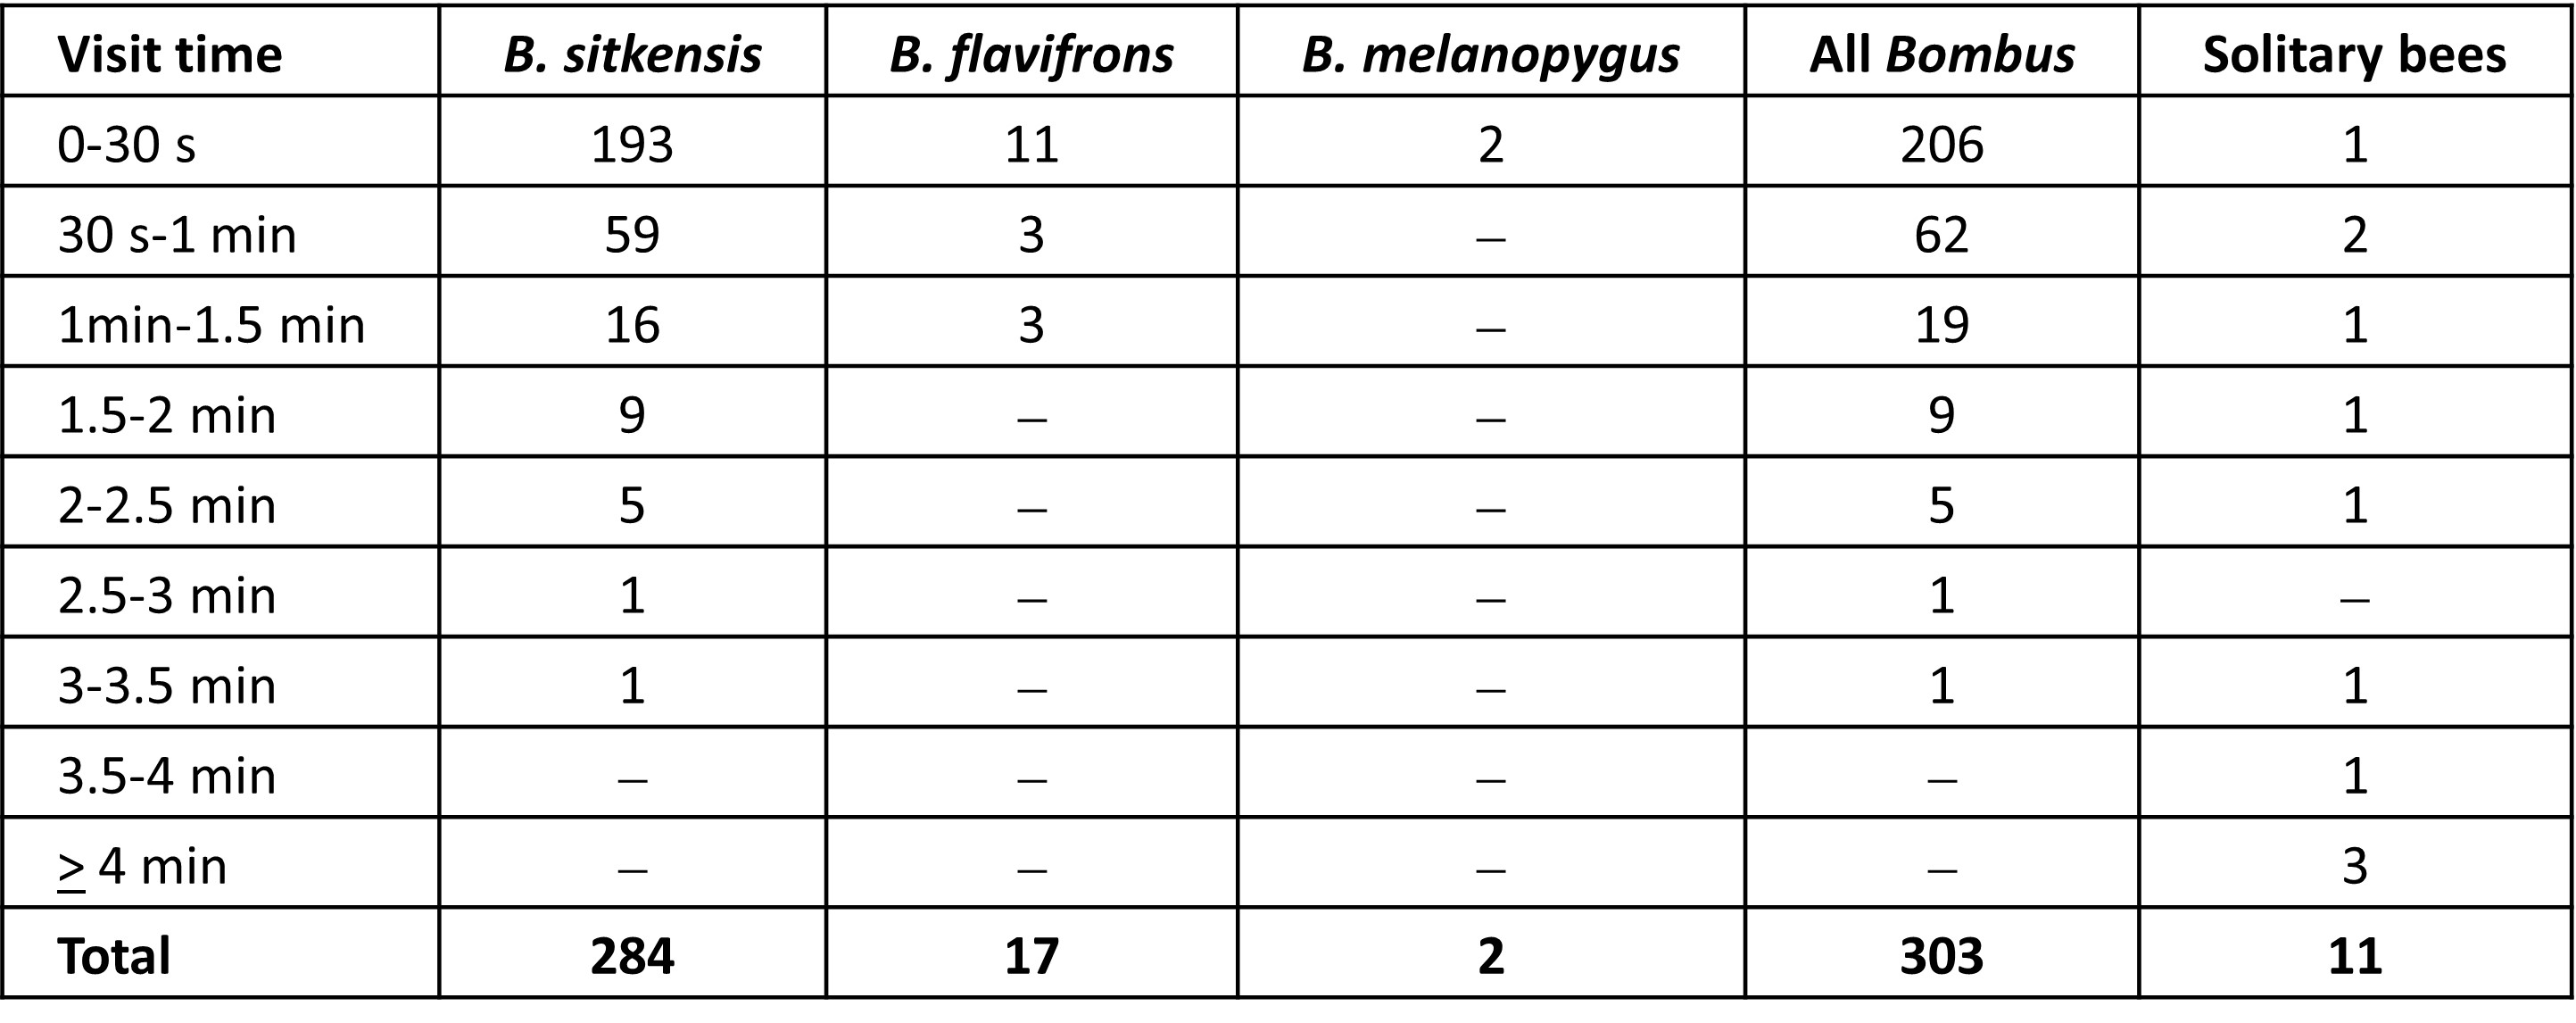 Visit time B. sitkensis B. flavifrons B. melanopygus All Bombus Solitary bees
0-30 s 193 11 2 206 1
30 s-1 min 59 3 – 62 2
1min-1.5 min 16 3 – 19 1
1.5-2 min 9 – – 9 1
2-2.5 min 5 – – 5 1
2.5-3 min 1 – – 1 –
3-3.5 min 1 – – 1 1
3.5-4 min – – – – 1
≥ 4 min – – – – 3
Total 284 17 2 303 11